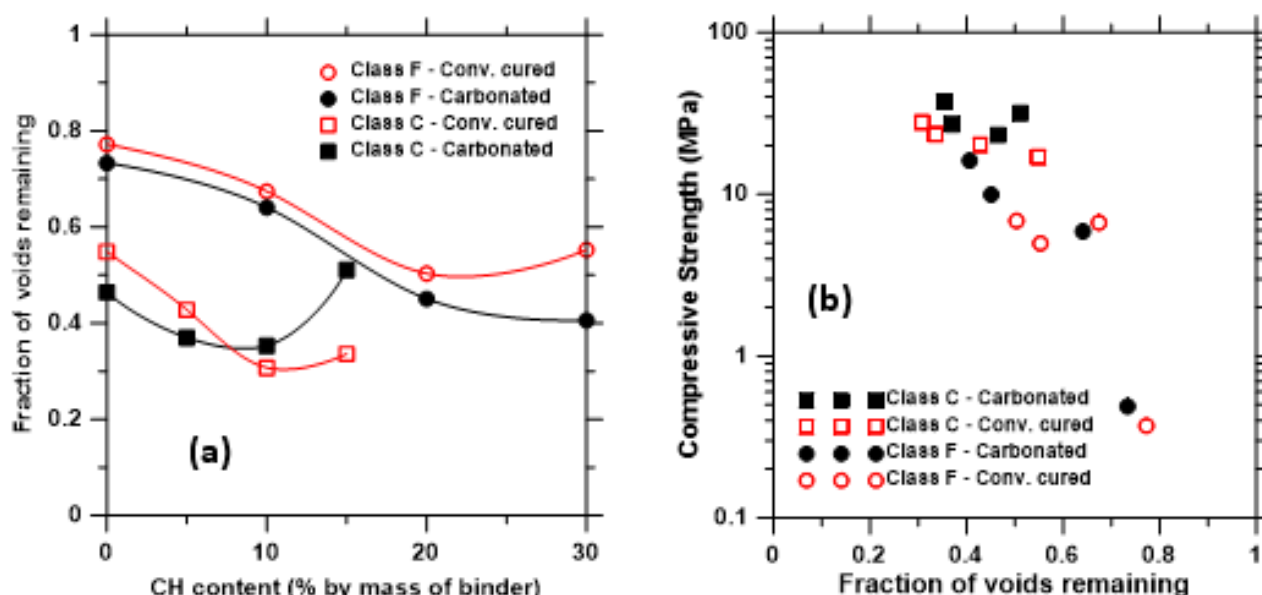 1
0.8
0.6
0.4
0.2
0
Fraction of voids remaining
Class F - Conv. cured
Class F - Carbonated
Class C - Conv. cured
Class C - Carbonated
(a)
0 10 20 30
CH content (% by mass of binder)
100
10
1
0.1
Compressive Strength (MPa)
(b)
Class C - Carbonated
Class C - Conv. cured
Class F - Carbonated
Class F - Conv. cured
0 0.2 0.4 0.6 0.8 1
Fraction of voids remaining